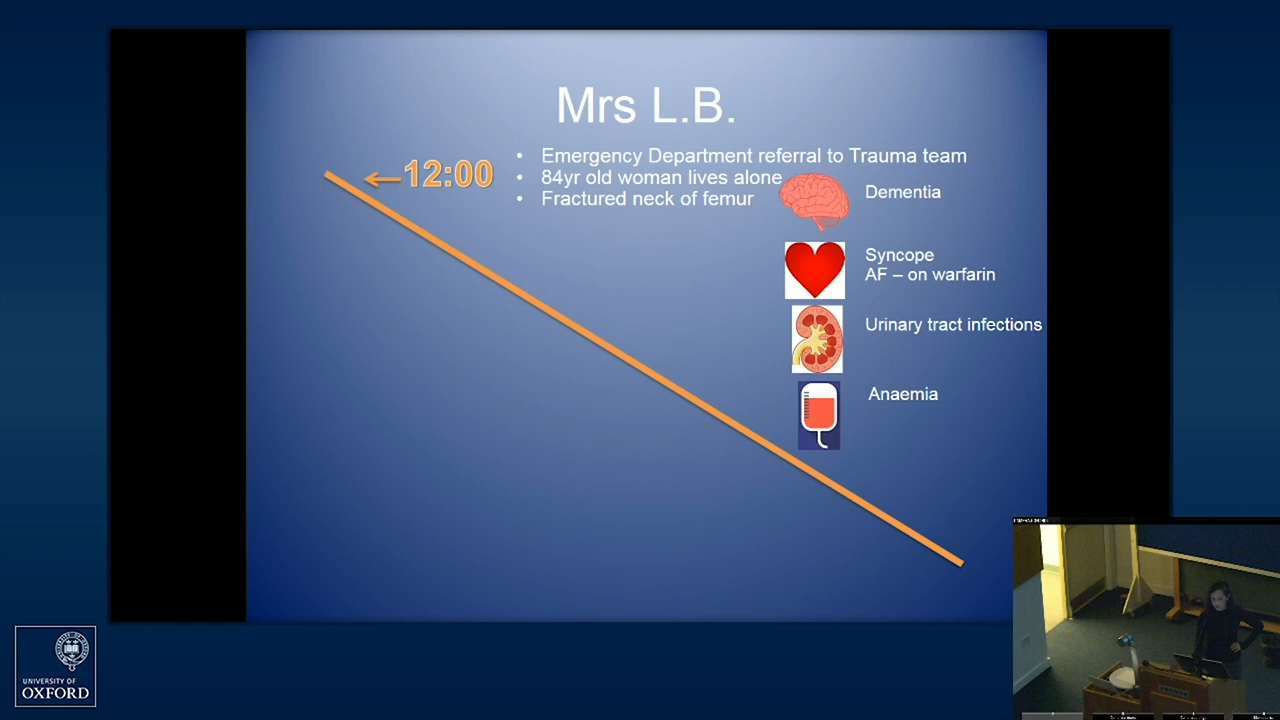 Mrs L.B.
12:00
• Emergency Department referral to Trauma team
• 84yr old woman lives alone
• Fractured neck of femur
Dementia
Syncope
AF – on warfarin
Urinary tract infections
Anaemia
UNIVERSITY OF
OXFORD